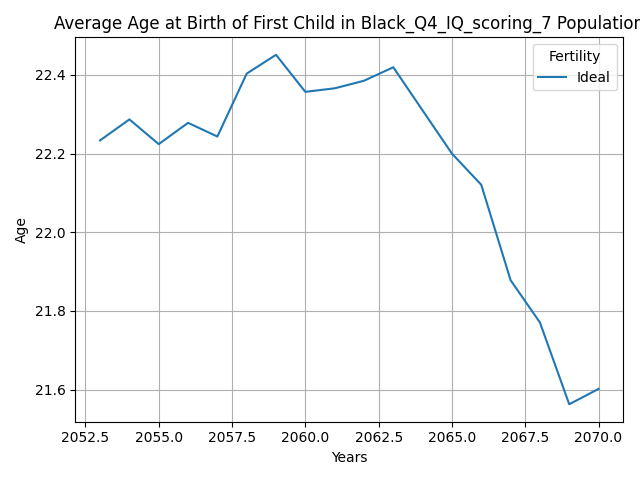 Average Age at Birth of First Child in Black_Q4_IQ_scoring_7 Population
Fertility
Ideal
22.4
22.2
22.0
21.8
21.6
Age
2052.5 2055.0 2057.5 2060.0 2062.5 2065.0 2067.5 2070.0
Years